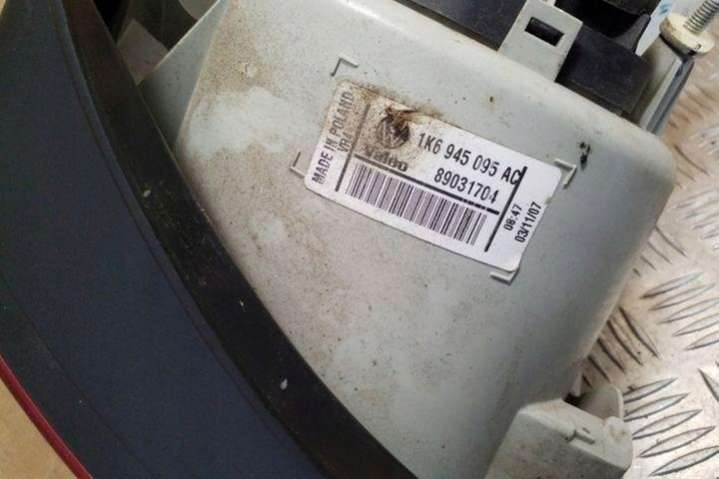 MADE IN POLAND
1K6 945 095 AC
Valeo
89031704
08:47
03/11/07